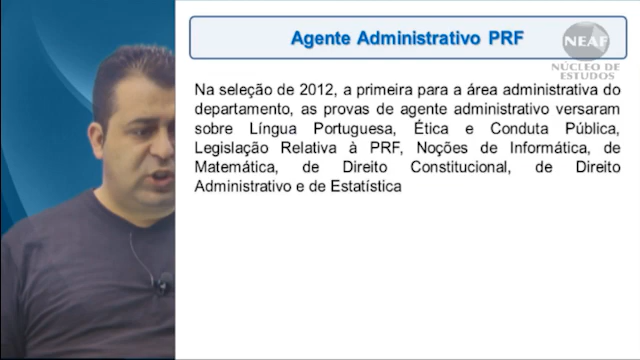 Agente Administrativo PRF
NEAF
NÚCLEO DE
ESTUDOS
Na seleção de 2012, a primeira para a área administrativa do
departamento, as provas de agente administrativo versaram
sobre Língua Portuguesa, Ética e Conduta Pública,
Legislação Relativa à PRF, Noções de Informática, de
Matemática, de Direito Constitucional, de Direito
Administrativo e de Estatística